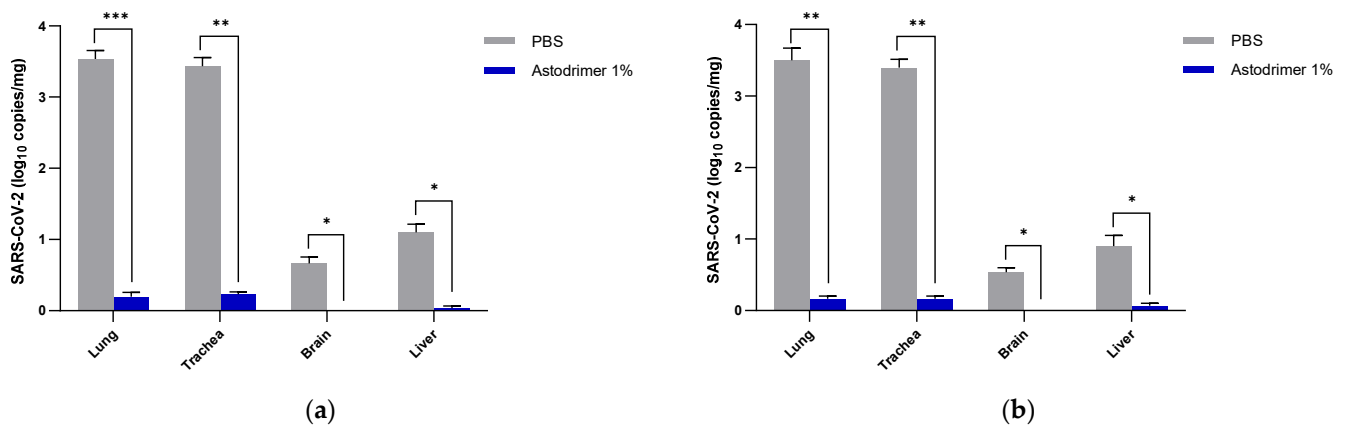 SARS-CoV-2 (log10 copies/mg)
4
3
2
1
0
***
**
*
*
PBS
Astodrimer 1%
Lung
Trachea
Brain
Liver
(a)
SARS-CoV-2 (log10 copies/mg)
4
3
2
1
0
**
**
*
*
PBS
Astodrimer 1%
Lung
Trachea
Brain
Liver
(b)